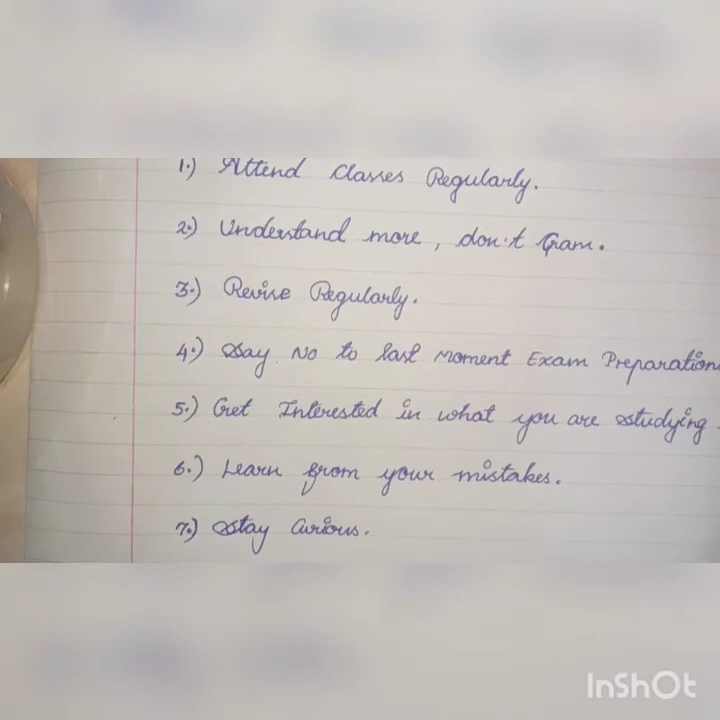 1.) Attend Classes Regularly.
2.) Understand more, don't Cram.
3.) Revise Regularly.
4.) Say No to last moment Exam Preparation
5.) Get Interested in what you are studying.
6.) Learn from your mistakes.
7.) Stay Curious.
InShOt